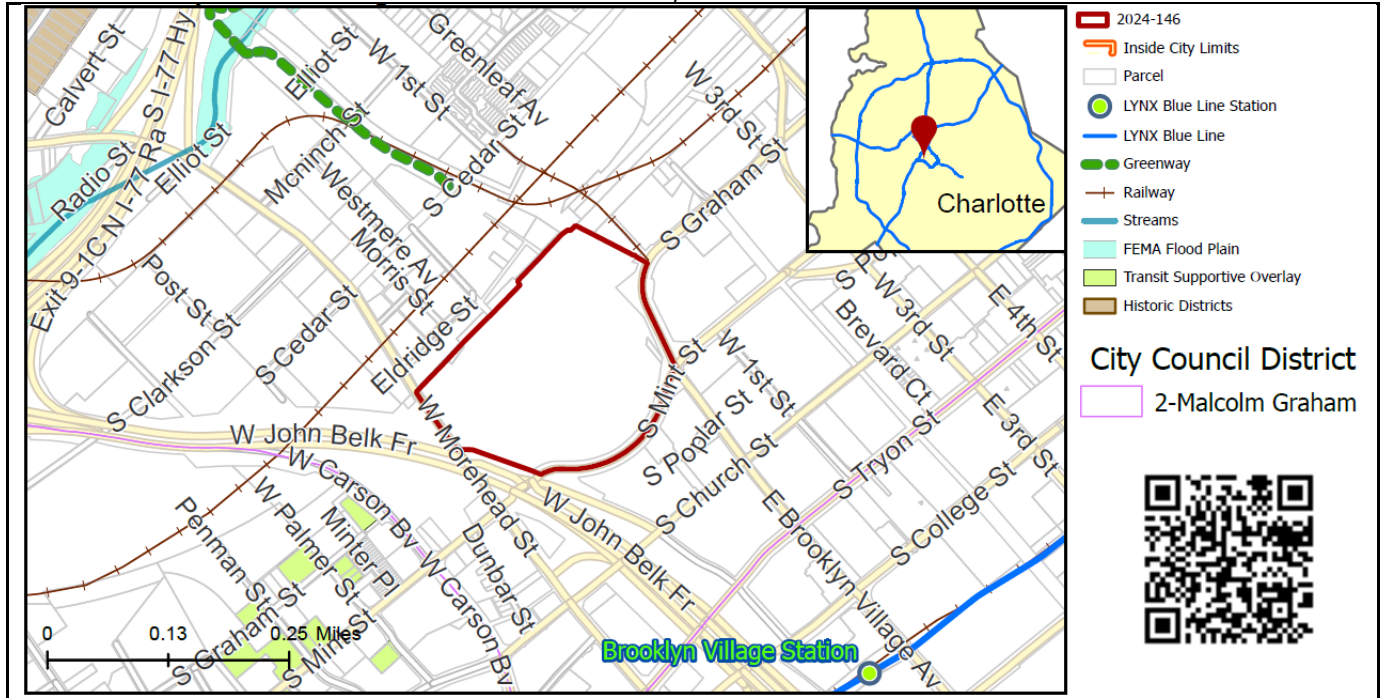 Calvert St
S I-77 Hy
Elliot St
W 1st St
Greenleaf Av
W 3rd St
S Graham St
Radio St
Elliot St
Mcninch St
S Cedar St
Exit 9-1C N I-77 Ra
Westmere Av
Morris St
Post St
S Clarkson St
S Cedar St
Eldridge St
W John Belk Fr
W Morehead St
W Carson Bv
W Carson Bv
S Mint St
W 1st St
S Poplar St
S Church St
W John Belk Fr
Brevard Ct
W 3rd St
E 4th St
E 3rd St
S Tryon St
S College St
E Brooklyn Village Av
Penman St
W Palmer St
Minter Pl
Dunbar St
S Graham St
S Mint St
0
0.13
0.25 Miles
Brooklyn Village Station
Charlotte
2024-146
Inside City Limits
Parcel
LYNX Blue Line Station
LYNX Blue Line
Greenway
Railway
Streams
FEMA Flood Plain
Transit Supportive Overlay
Historic Districts
City Council District
2-Malcolm Graham